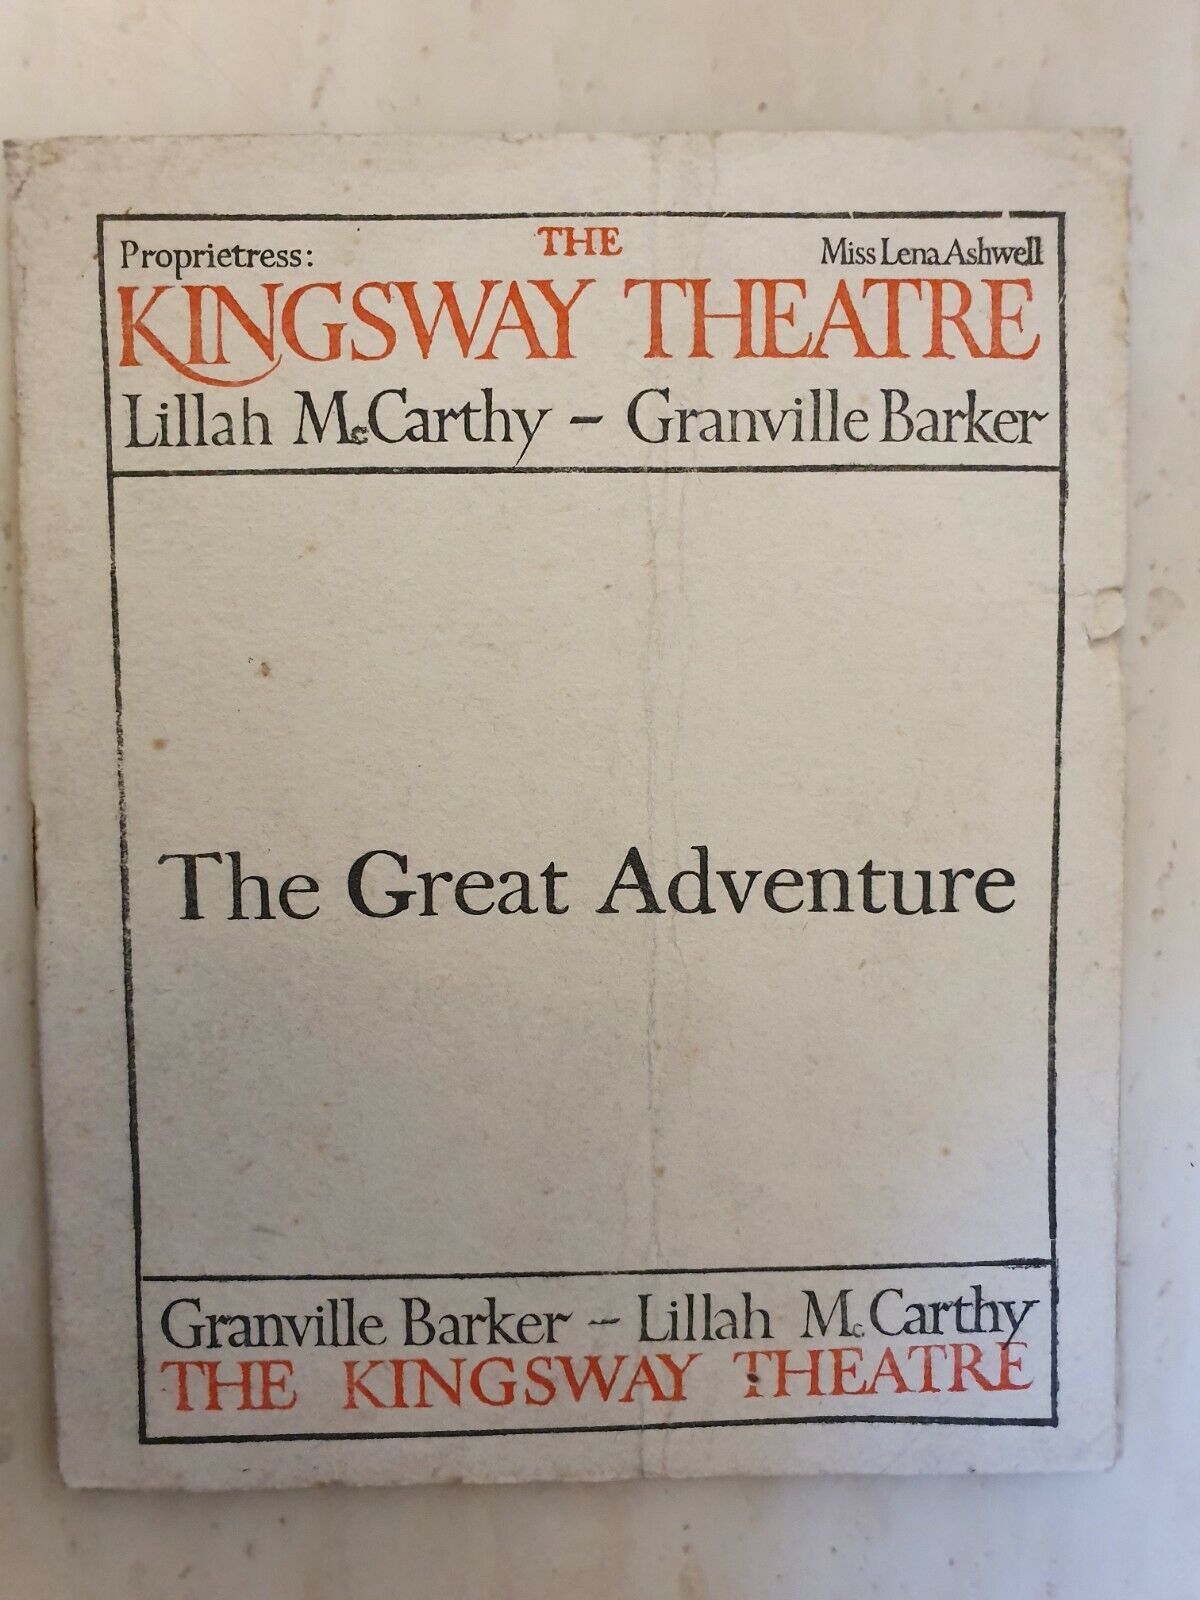 Proprietress: THE Miss Lena Ashwell
KINGSWAY THEATRE
Lillah McCarthy – Granville Barker
The Great Adventure
Granville Barker – Lillah McCarthy
THE KINGSWAY THEATRE